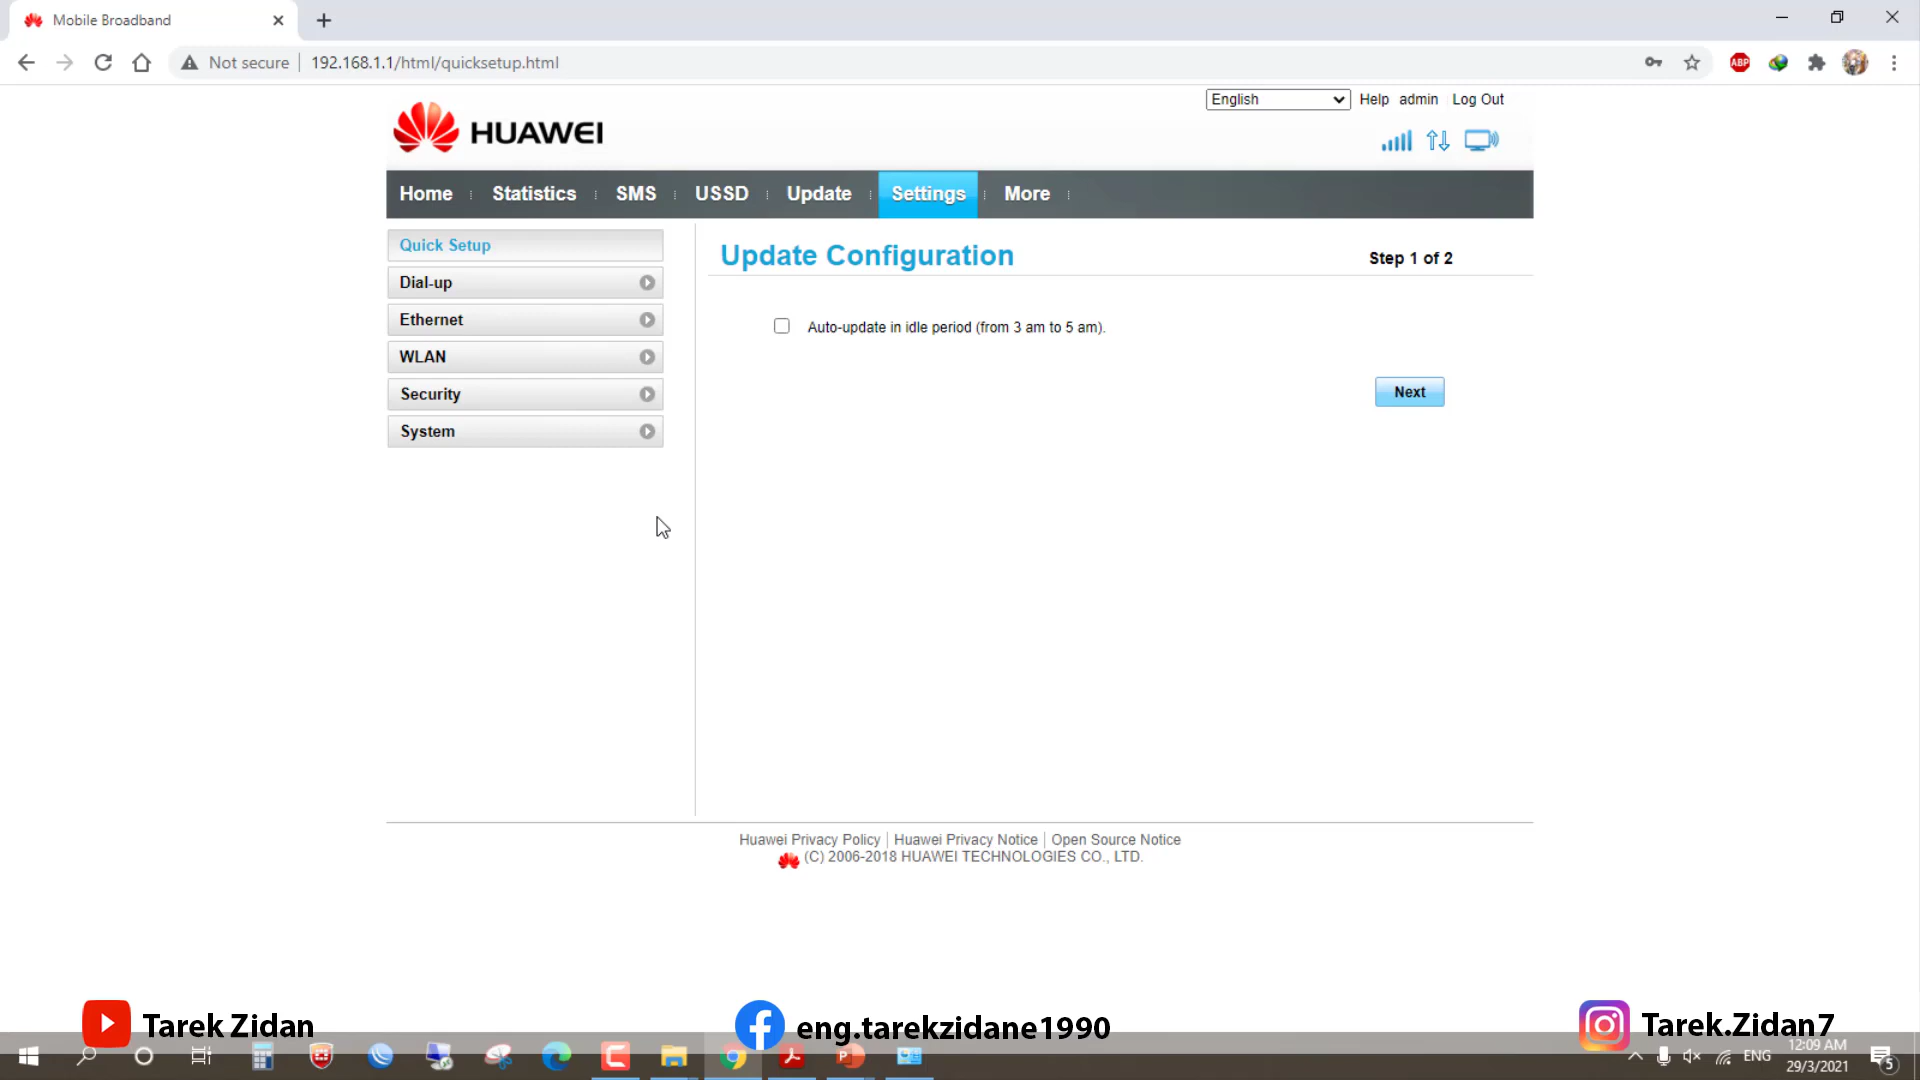 Mobile Broadband
Not secure
192.168.1.1/html/quicksetup.html
ABP
English
Help admin Log Out
HUAWEI
Home Statistics SMS USSD Update Settings More
Quick Setup
Dial-up
Ethernet
WLAN
Security
System
Update Configuration
Step 1 of 2
Auto-update in idle period (from 3 am to 5 am).
Next
Huawei Privacy Policy Huawei Privacy Notice Open Source Notice
(C) 2006-2018 HUAWEI TECHNOLOGIES CO., LTD.
Tarek Zidan
eng.tarekzidane1990
Tarek.Zidan7
ENG
12:09 AM
29/3/2021
5